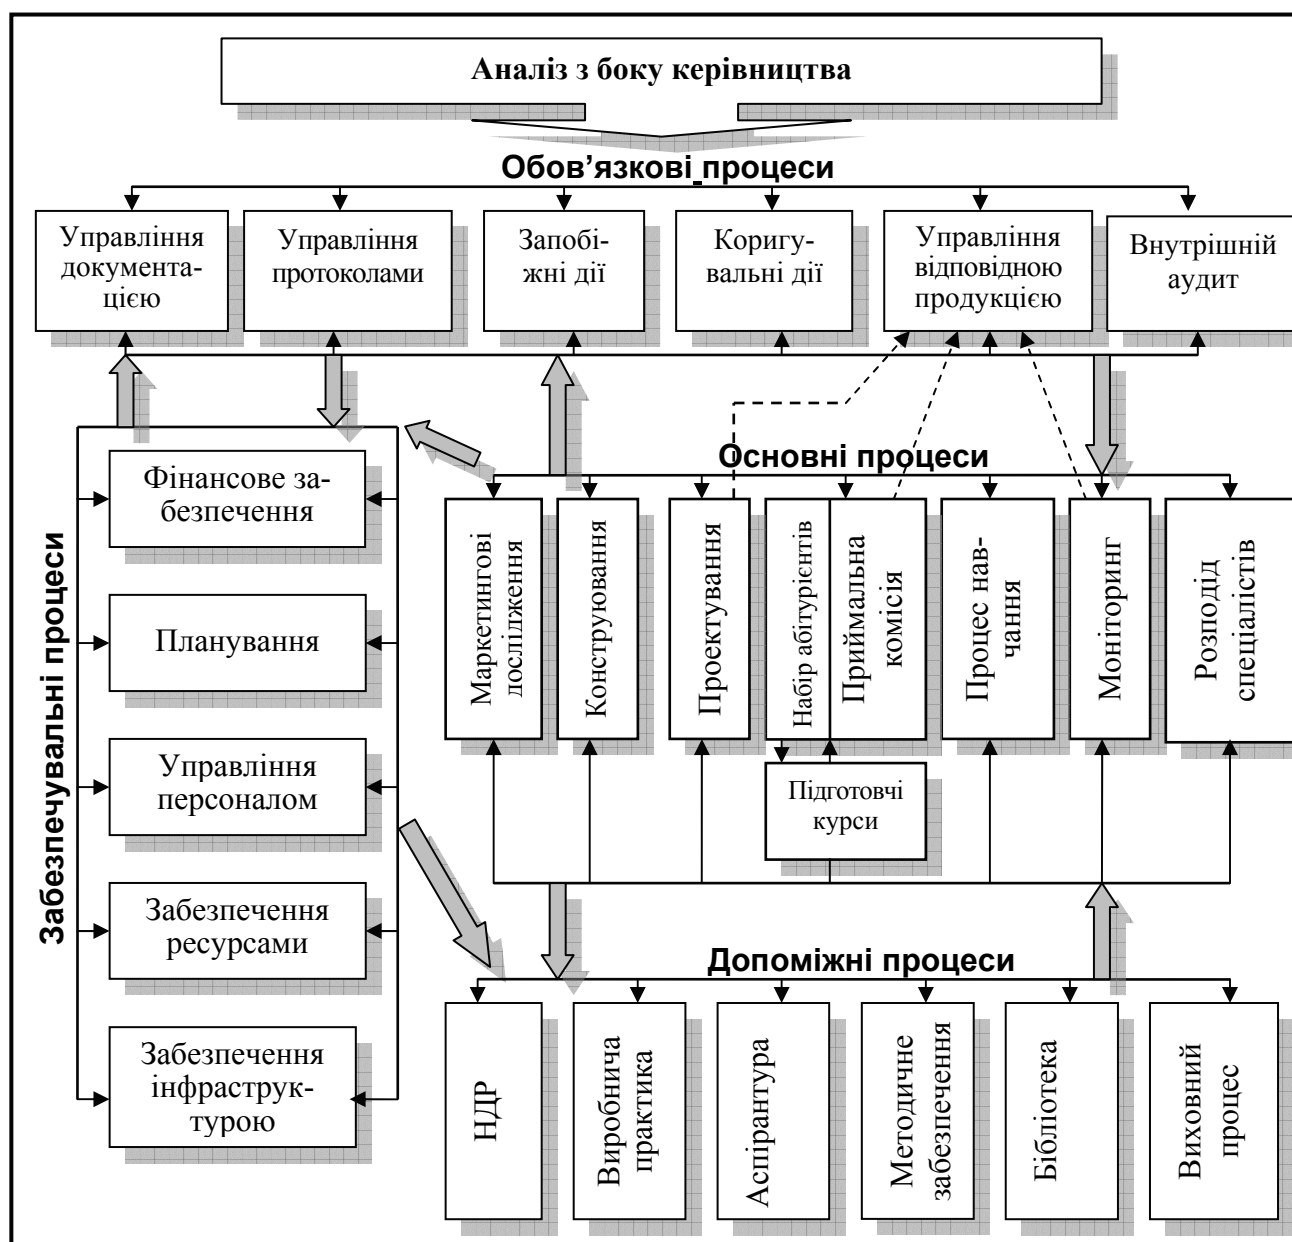 Аналіз з боку керівництва
Обов’язкові процеси
Управління
документа-
цією
Управління
протоколами
Запобі-
жні дії
Коригу-
вальні дії
Управління
відповідною
продукцією
Внутрішній
аудит
Забезпечувальні процеси
Фінансове за-
безпечення
Планування
Управління
персоналом
Забезпечення
ресурсами
Забезпечення
інфраструк-
турою
Основні процеси
Маркетингові
дослідження
Конструювання
Проектування
Набір абітурієнтів
Приймальна
комісія
Процес нав-
чання
Моніторинг
Розподід
спеціалістів
Підготовчі
курси
Допоміжні процеси
НДР
Виробнича
практика
Аспірантура
Методичне
забезпечення
Бібліотека
Виховний
процес